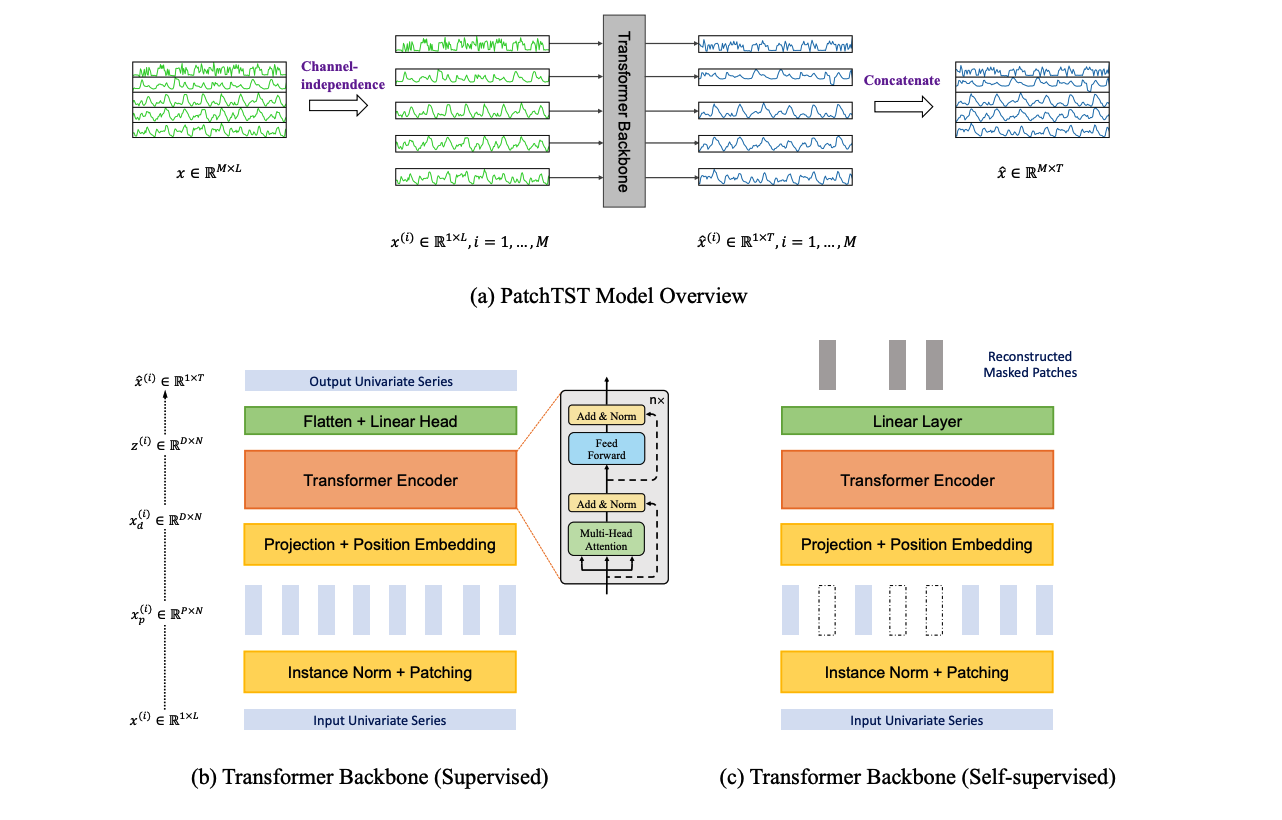 Channel-
independence
Transformer Backbone
Concatenate
x ∈ ℝ^{M×L}
x̂ ∈ ℝ^{M×T}
x^{(i)} ∈ ℝ^{1×L}, i = 1, ..., M
x̂^{(i)} ∈ ℝ^{1×T}, i = 1, ..., M
(a) PatchTST Model Overview
x̂^{(i)} ∈ ℝ^{1×T}
z^{(i)} ∈ ℝ^{D×N}
x_d^{(i)} ∈ ℝ^{D×N}
x_p^{(i)} ∈ ℝ^{P×N}
x^{(i)} ∈ ℝ^{1×L}
Output Univariate Series
Flatten + Linear Head
Transformer Encoder
Projection + Position Embedding
Instance Norm + Patching
Input Univariate Series
n×
Add & Norm
Feed
Forward
Add & Norm
Multi-Head
Attention
(b) Transformer Backbone (Supervised)
Reconstructed
Masked Patches
Linear Layer
Transformer Encoder
Projection + Position Embedding
Instance Norm + Patching
Input Univariate Series
(c) Transformer Backbone (Self-supervised)